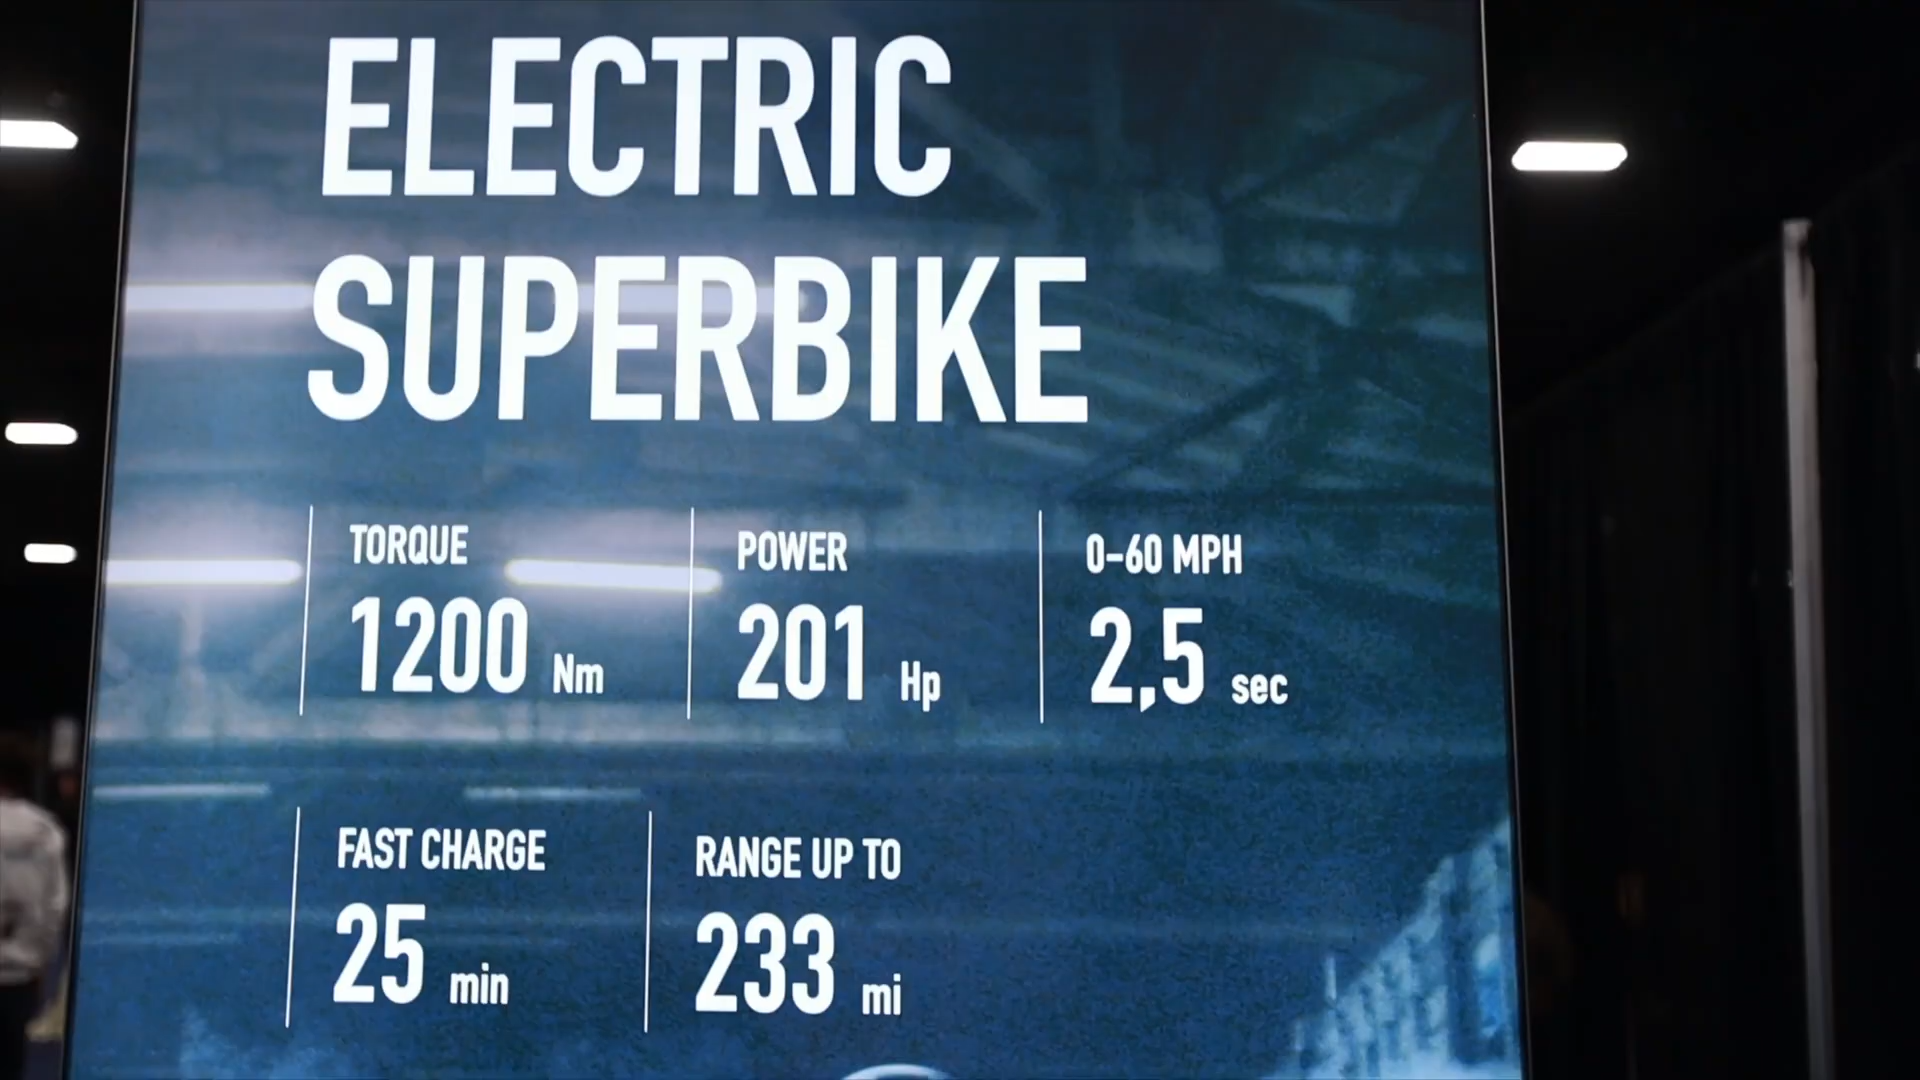 ELECTRIC
SUPERBIKE
TORQUE
1200 Nm
POWER
201 Hp
0-60 MPH
2,5 sec
FAST CHARGE
25 min
RANGE UP TO
233 mi